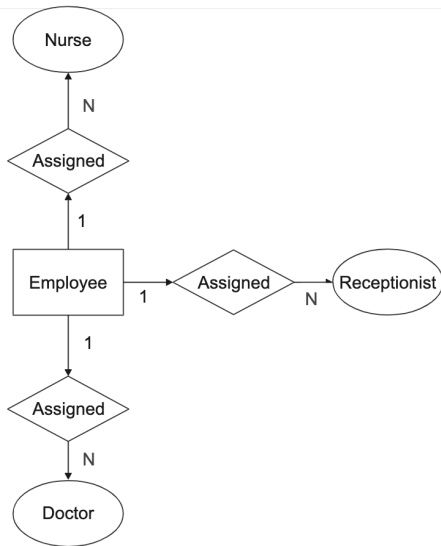 Nurse
N
Assigned
1
Employee
1
Assigned
N
Receptionist
1
Assigned
N
Doctor